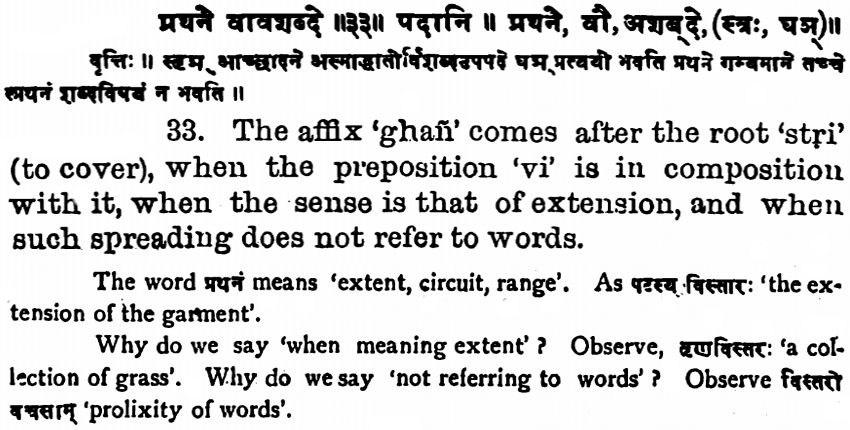 प्रथने वावशब्दे ॥३३॥ पदानि ॥ प्रथने, वौ, अशब्दे, (स्त्रः, घञ्)॥
वृत्तिः ॥ स्तृञ् आच्छादने अस्माद्धातोर्विशब्दउपपदे घञ् प्रत्ययो भवति प्रथने गम्यमाने तच्चे
त्प्रथनं शब्दविषयं न भवति ॥
33. The affix ‘ghañ’ comes after the root ‘stṛi’
(to cover), when the preposition ‘vi’ is in composition
with it, when the sense is that of extension, and when
such spreading does not refer to words.
The word प्रथनं means ‘extent, circuit, range’. As पटस्य विस्तारः ‘the ex-
tension of the garment’.
Why do we say ‘when meaning extent’? Observe, तृणविस्तरः ‘a col-
lection of grass’. Why do we say ‘not referring to words’? Observe विस्तरो
वचसाम् ‘prolixity of words’.